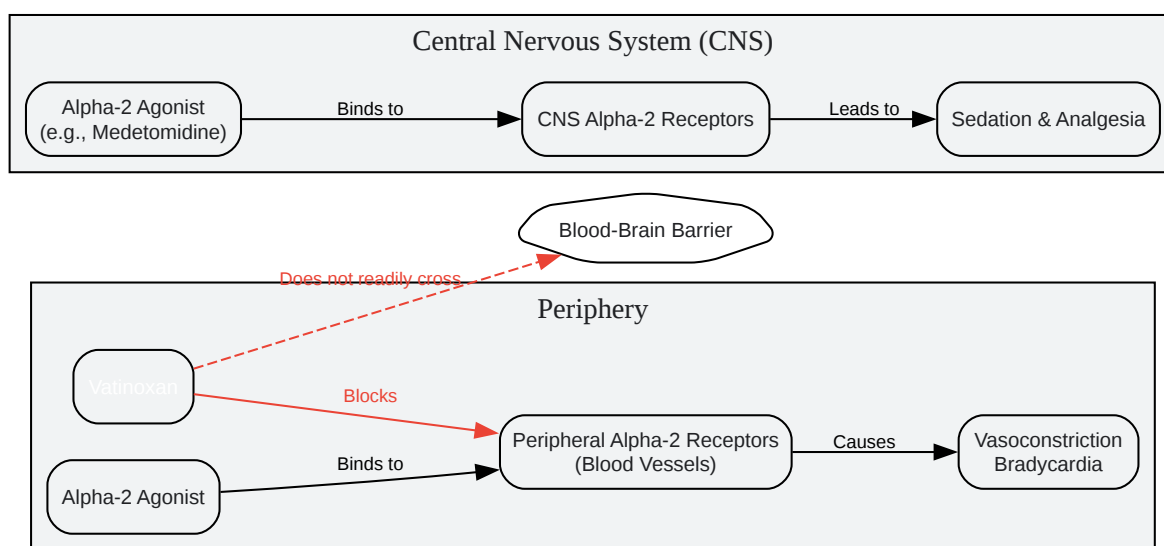 Central Nervous System (CNS)
Alpha-2 Agonist
(e.g., Medetomidine)
Binds to
CNS Alpha-2 Receptors
Leads to
Sedation & Analgesia
Blood-Brain Barrier
Does not readily cross
Periphery
Vatinoxan
Blocks
Peripheral Alpha-2 Receptors
(Blood Vessels)
Causes
Vasoconstriction
Bradycardia
Binds to
Alpha-2 Agonist